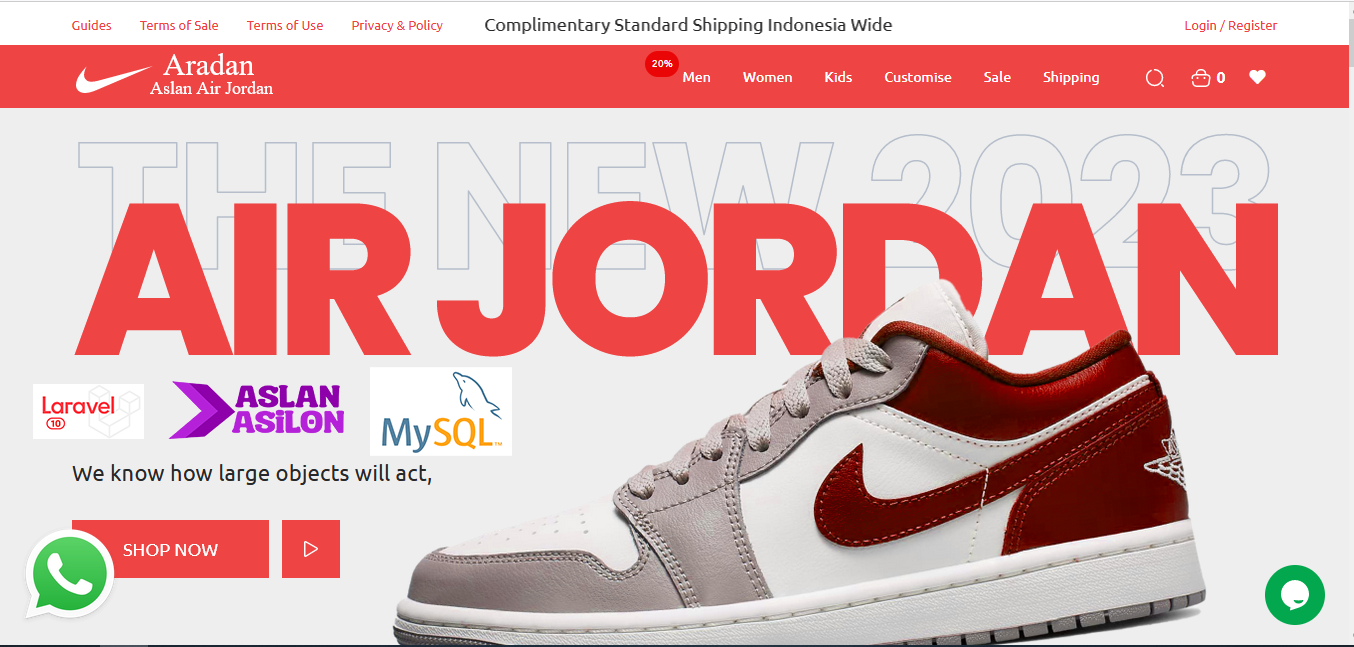 Guides Terms of Sale Terms of Use Privacy & Policy Complimentary Standard Shipping Indonesia Wide Login / Register
Aradan
Aslan Air Jordan
20%
Men Women Kids Customise Sale Shipping 0
THE NEW 2023
AIR JORDAN
Laravel
10
ASLAN
ASiLON
MySQL™
We know how large objects will act,
SHOP NOW